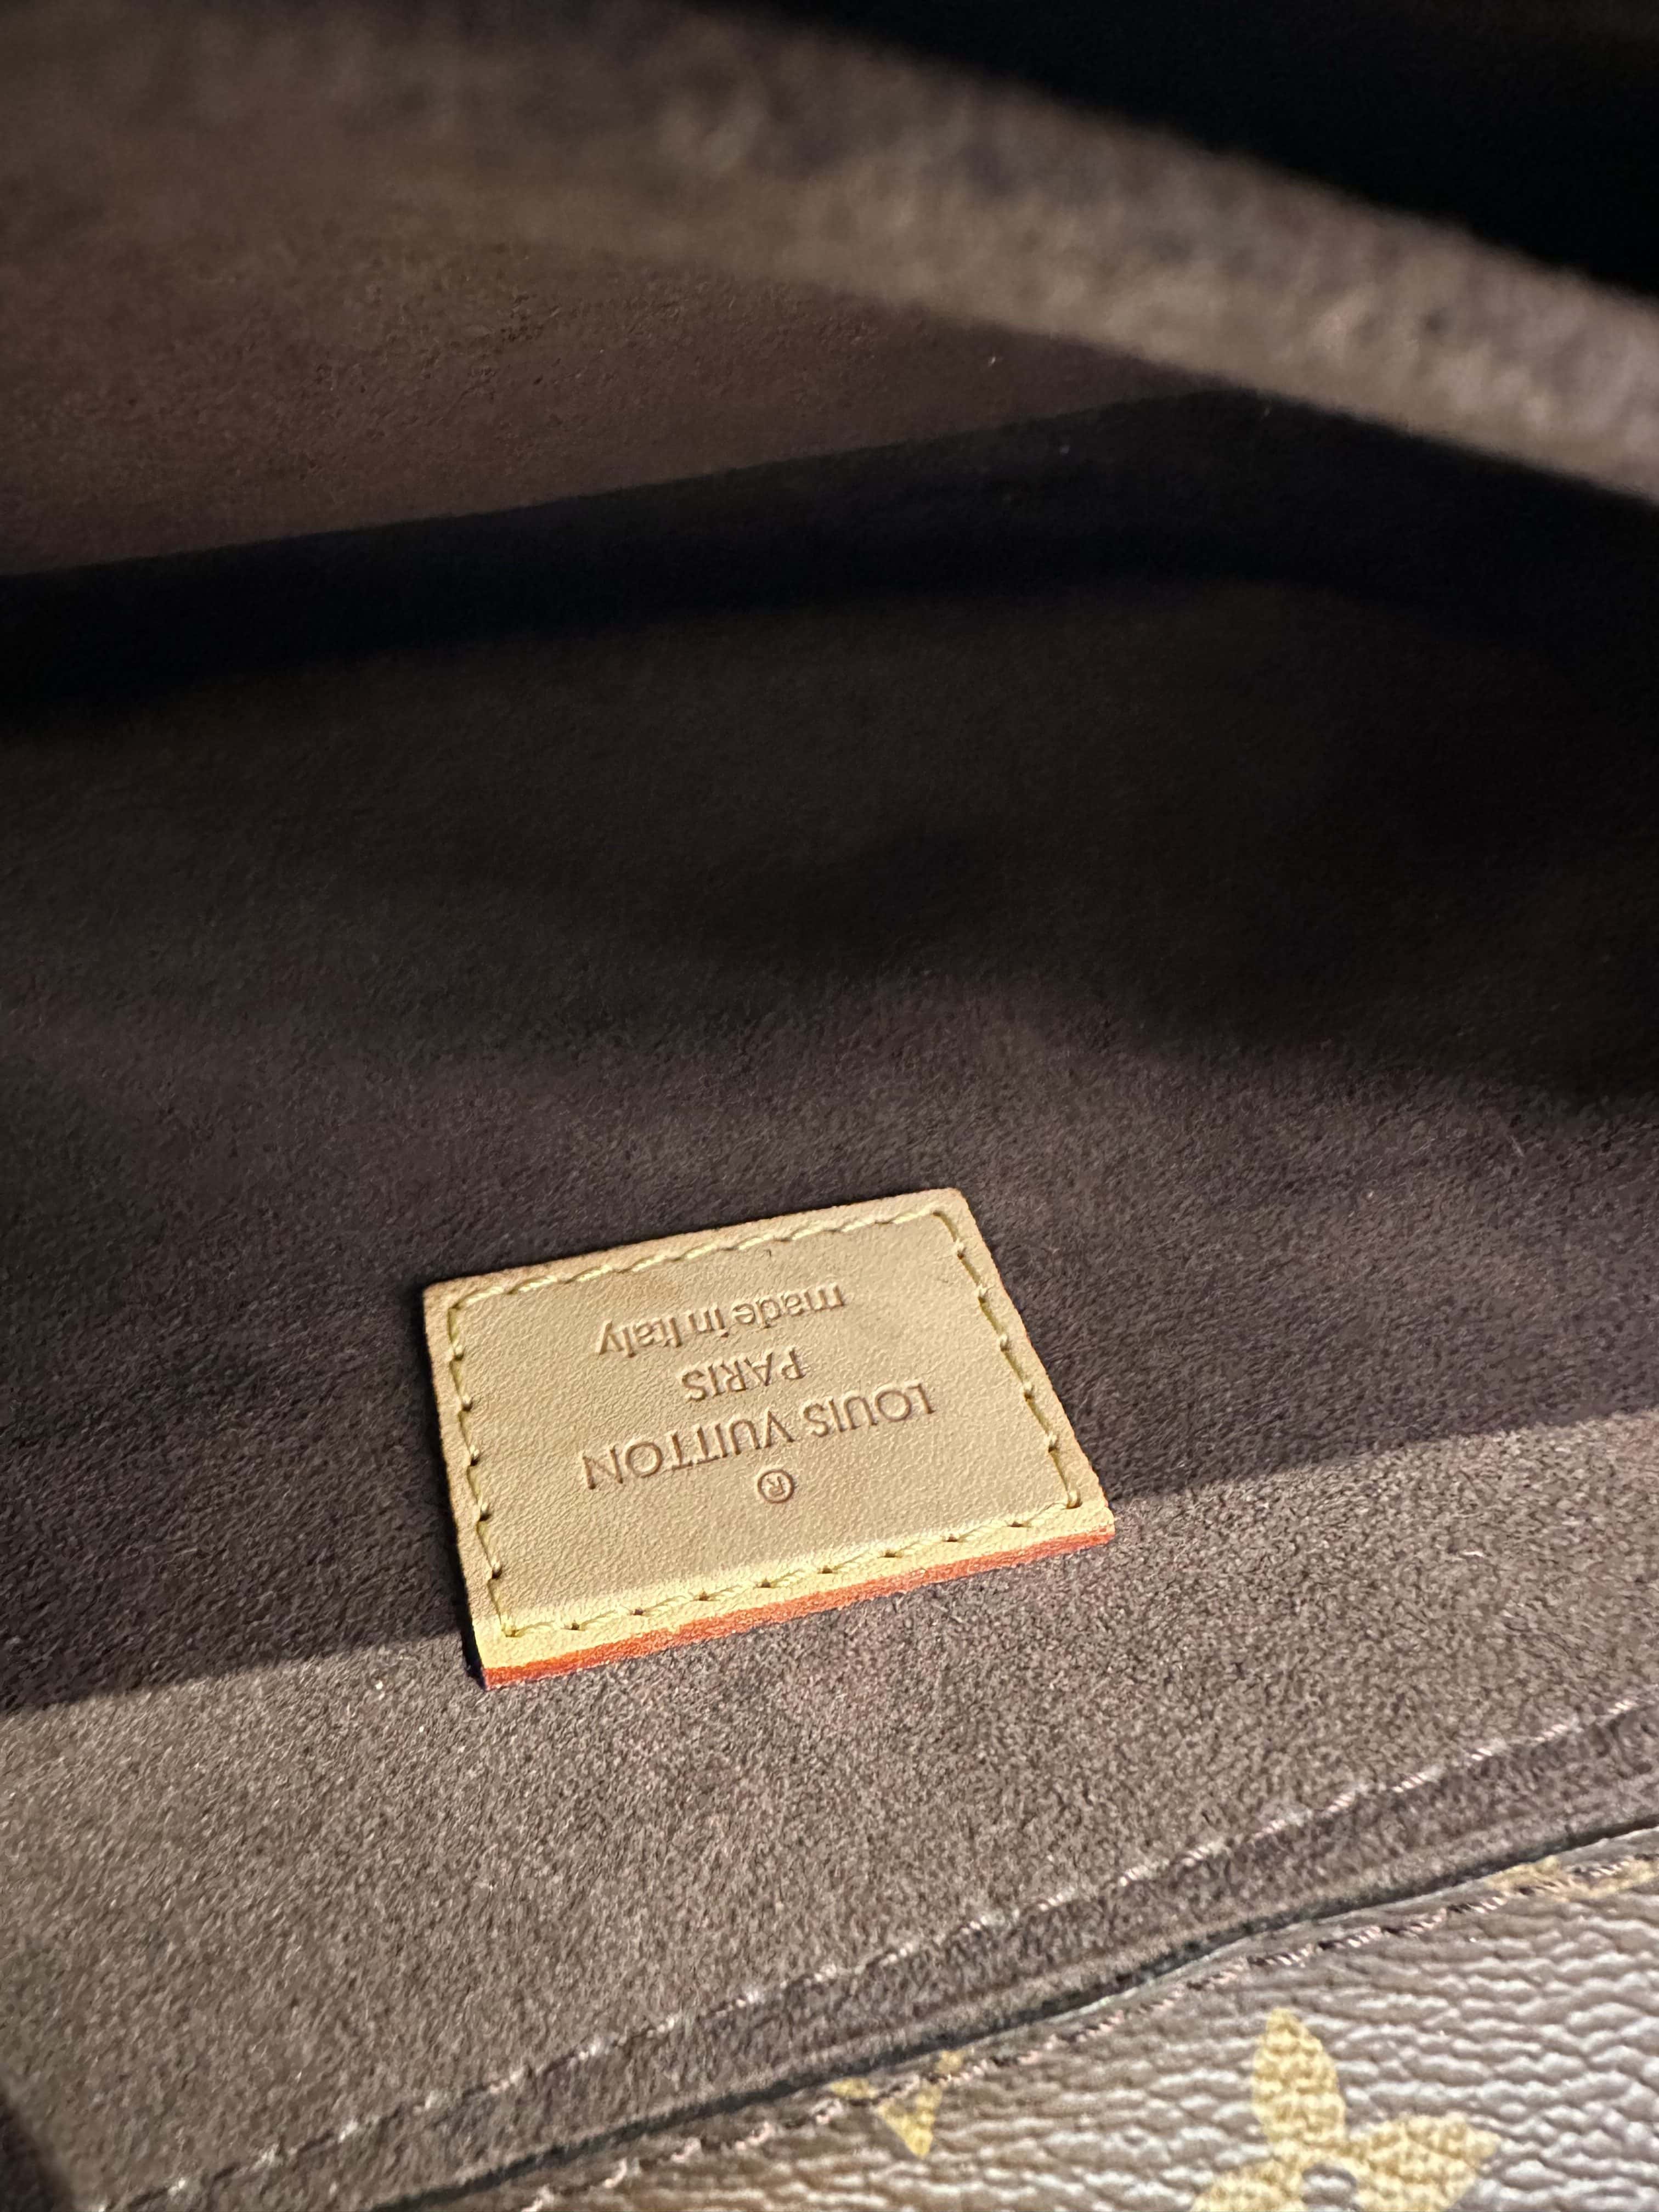 ®
LOUIS VUITTON
PARIS
made in Italy